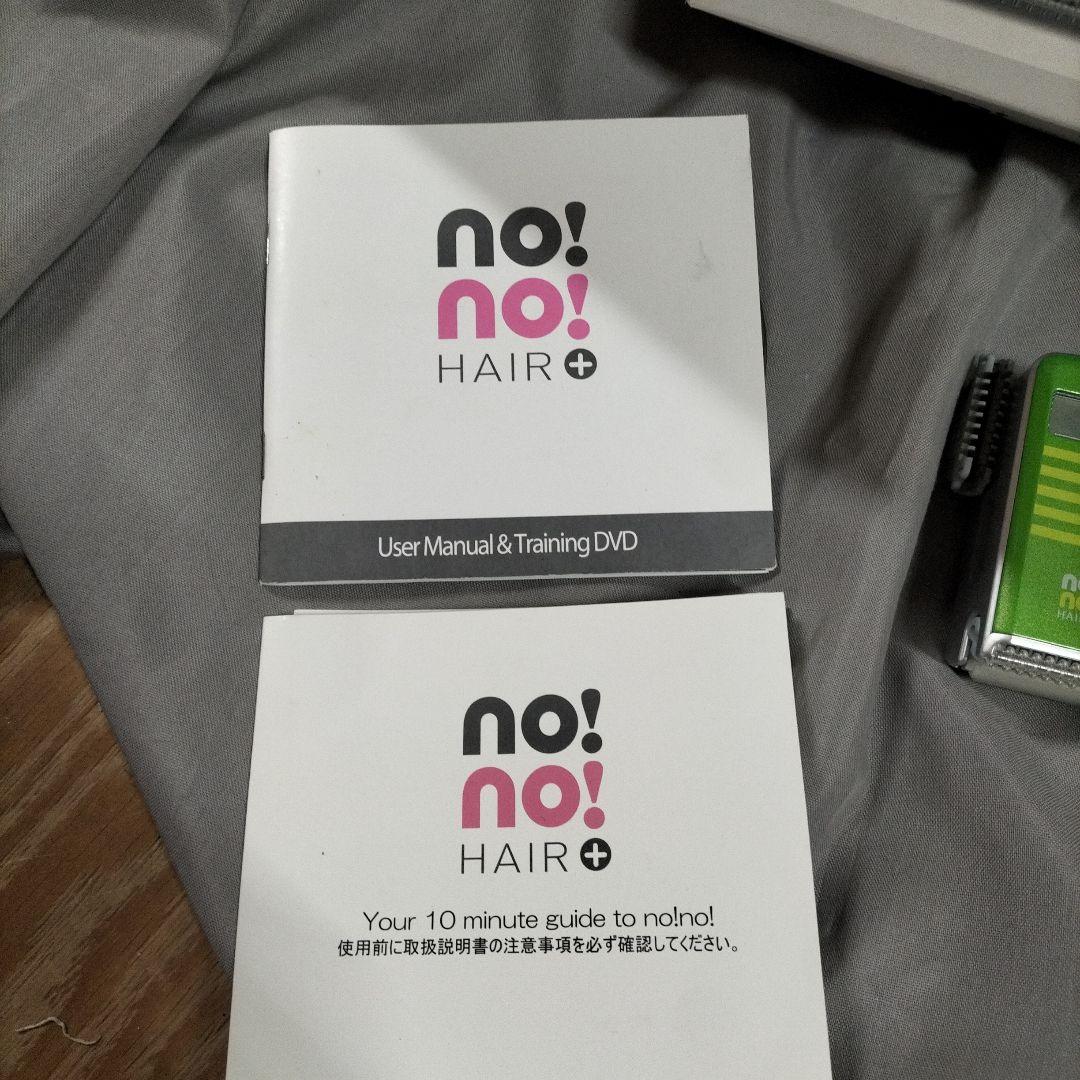 no!
no!
HAIR+
User Manual & Training DVD
no!
no!
HAIR+
Your 10 minute guide to no!no!
使用前に取扱説明書の注意事項を必ず確認してください。